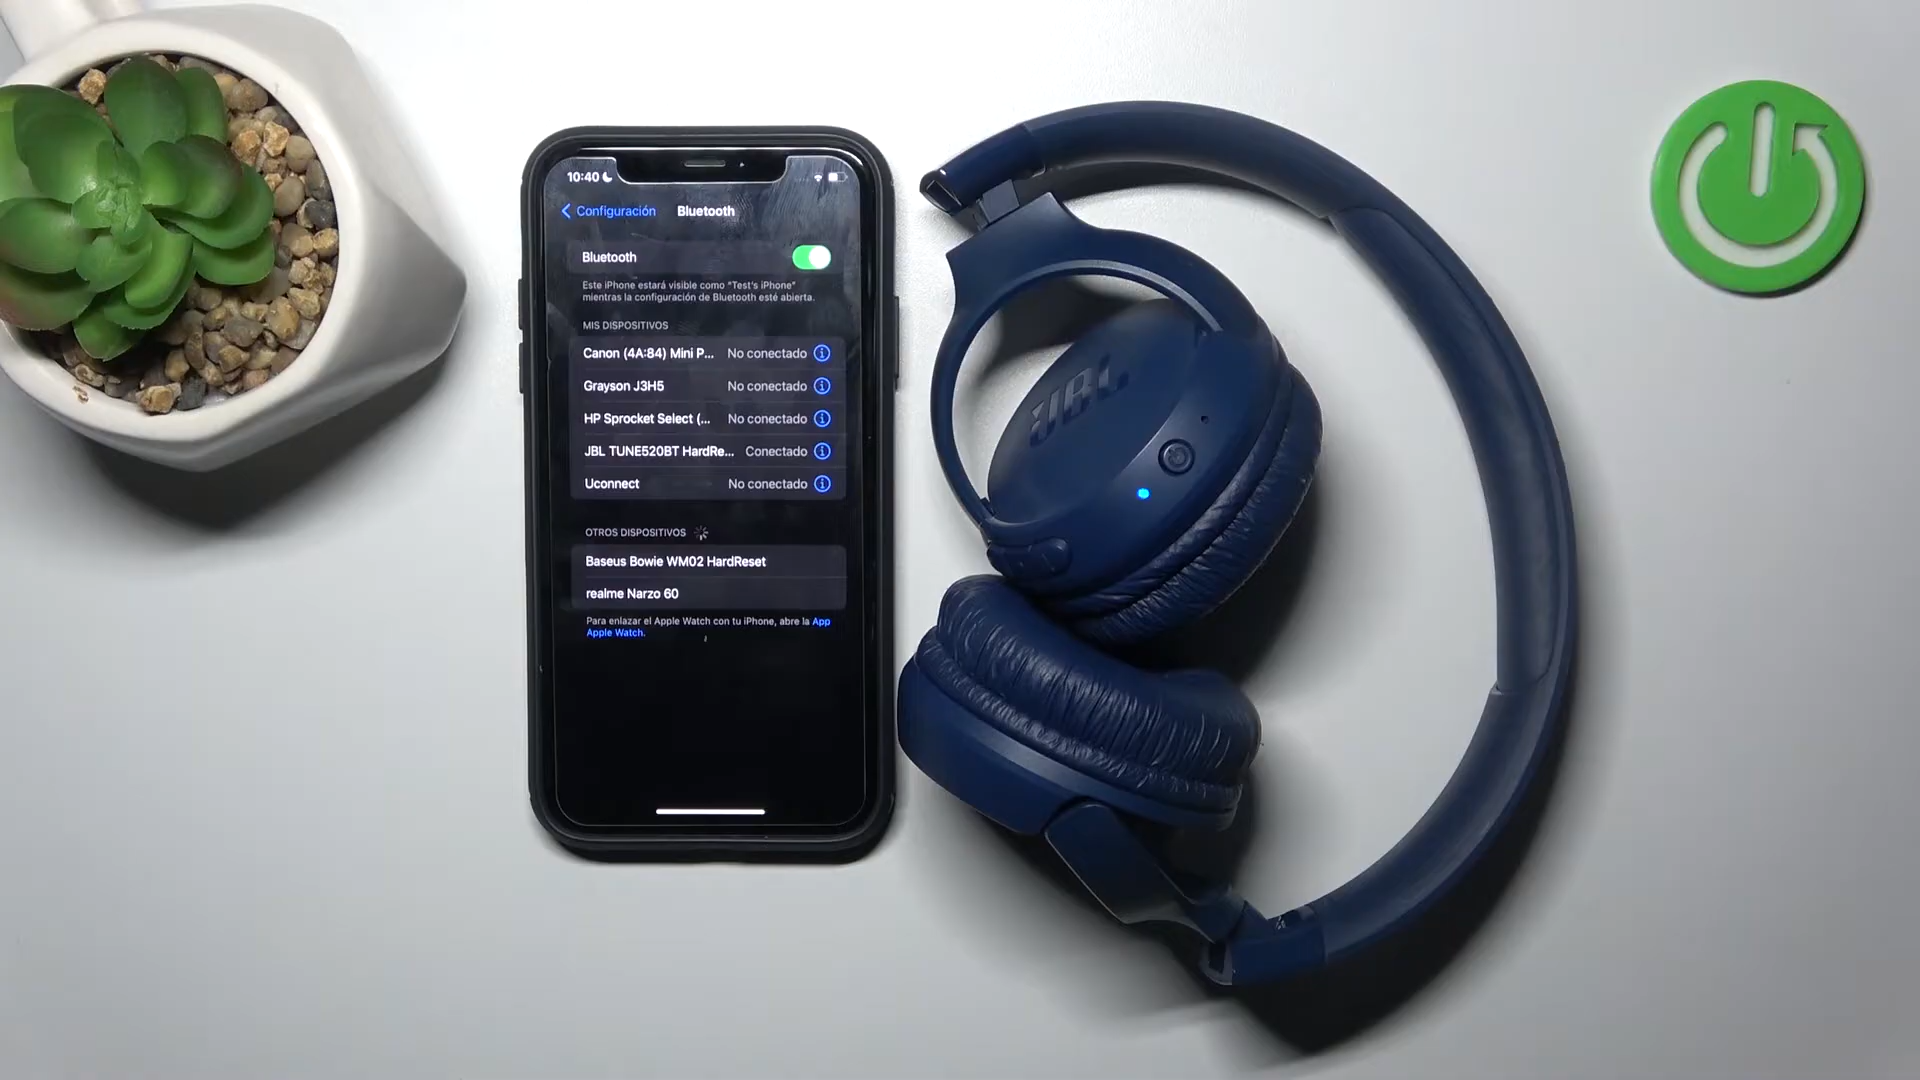 10:40
Configuración Bluetooth
Bluetooth
Este iPhone estará visible como "Test's iPhone"
mientras la configuración de Bluetooth esté abierta.
MIS DISPOSITIVOS
Canon (4A:84) Mini P... No conectado
Grayson J3H5 No conectado
HP Sprocket Select (... No conectado
JBL TUNE520BT HardRe... Conectado
Uconnect No conectado
OTROS DISPOSITIVOS
Baseus Bowie WM02 HardReset
realme Narzo 60
Para enlazar el Apple Watch con tu iPhone, abre la App
Apple Watch.
JBL